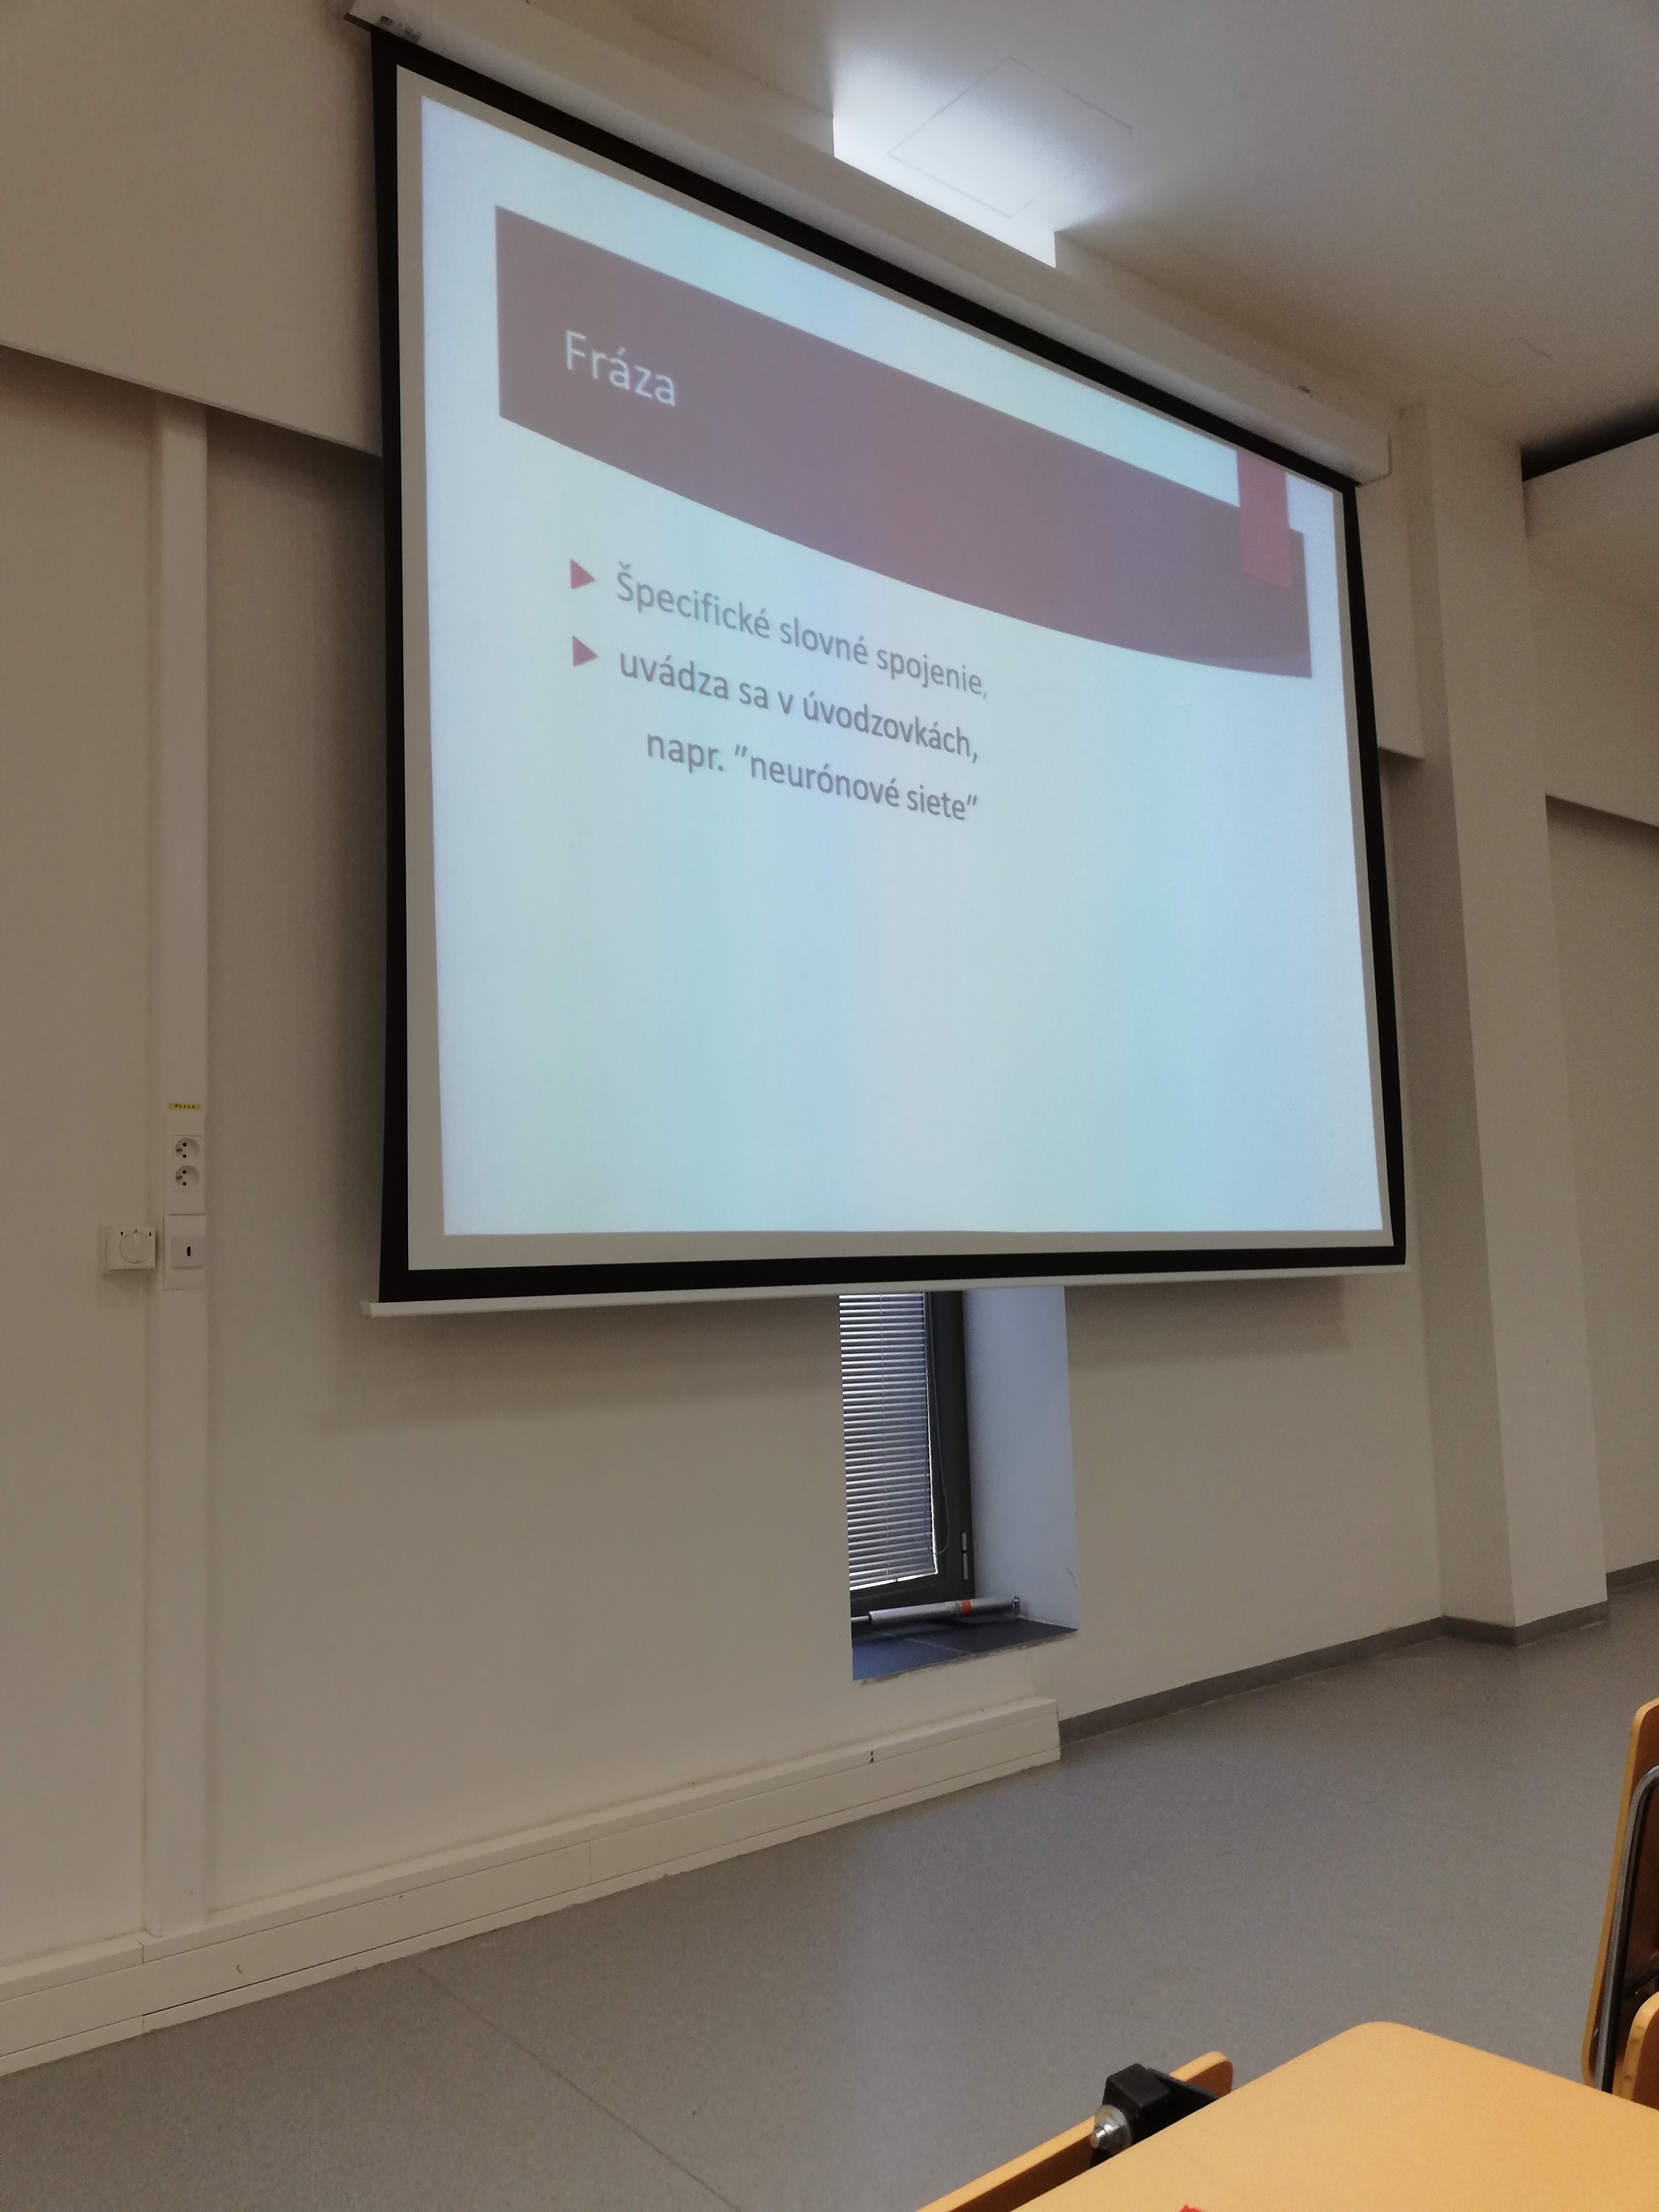 Fráza
Špecifické slovné spojenie,
uvádza sa v úvodzovkách,
napr. ”neurónové siete”